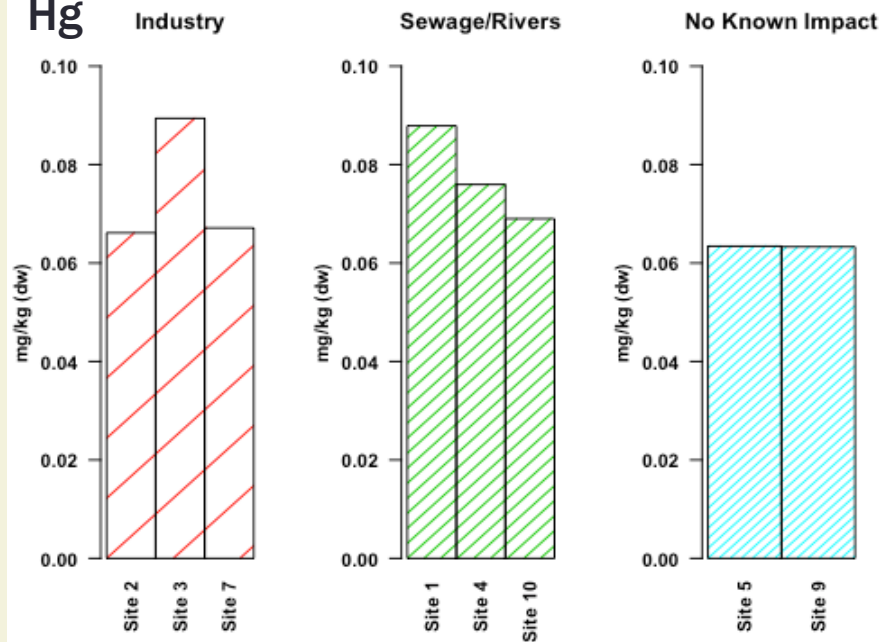 Hg
Industry
0.10
0.08
0.06
0.04
0.02
0.00
mg/kg (dw)
Site 2
Site 3
Site 7
Sewage/Rivers
0.10
0.08
0.06
0.04
0.02
0.00
mg/kg (dw)
Site 1
Site 4
Site 10
No Known Impact
0.10
0.08
0.06
0.04
0.02
0.00
mg/kg (dw)
Site 5
Site 9